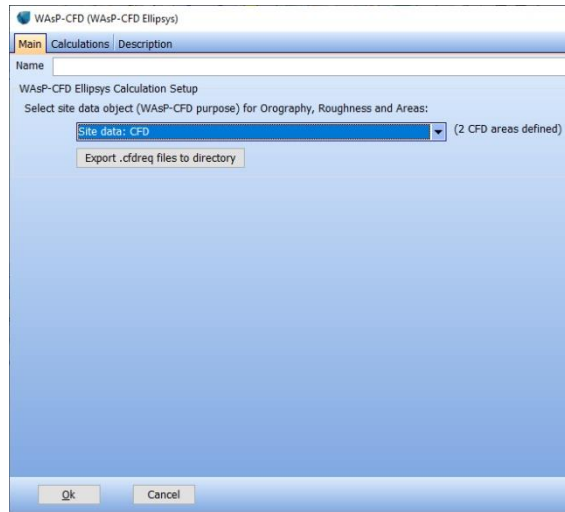 WAsP-CFD (WAsP-CFD Ellipsys)
Main Calculations Description
Name
WAsP-CFD Ellipsys Calculation Setup
Select site data object (WAsP-CFD purpose) for Orography, Roughness and Areas:
Site data: CFD (2 CFD areas defined)
Export .cfdreq files to directory
Ok Cancel